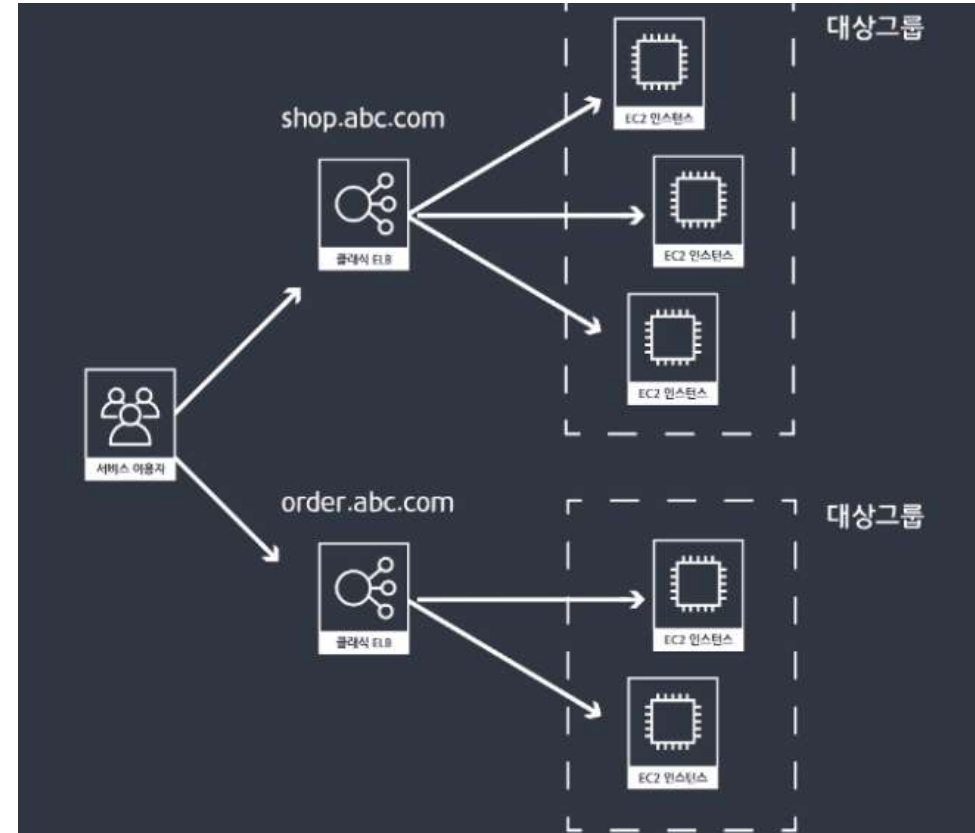 대상그룹
EC2 인스턴스
shop.abc.com
EC2 인스턴스
클래식 ELB
EC2 인스턴스
서비스 이용자
order.abc.com
대상그룹
EC2 인스턴스
클래식 ELB
EC2 인스턴스